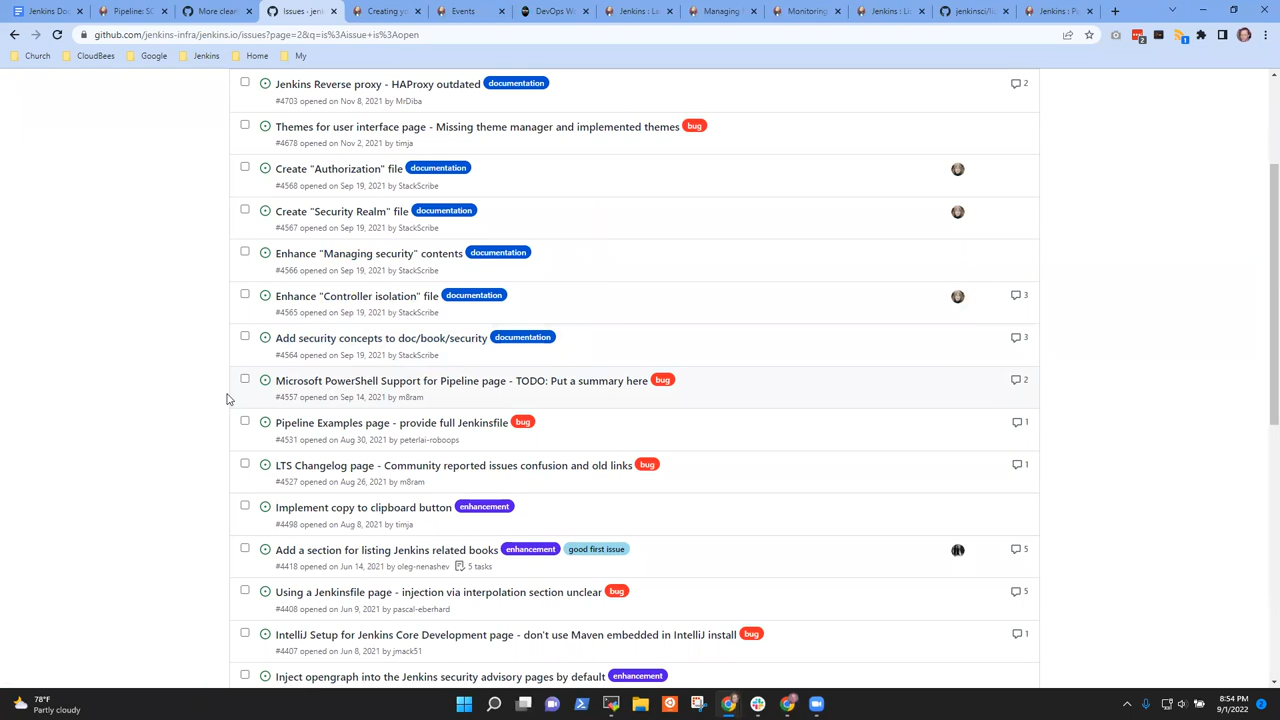 Jenkins D
Pipeline: SC
More clean
Issues · jen
Creating yo
Events
DevOps W
Jenkins : Le
Managing
Monitoring
Jenkins : Li
jenkinsci/li
Jenkins : Pi
github.com/jenkins-infra/jenkins.io/issues?page=2&q=is%3Aissue+is%3Aopen
Church
CloudBees
Google
Jenkins
Home
My
Jenkins Reverse proxy - HAProxy outdated documentation 2
#4703 opened on Nov 8, 2021 by MrDiba
Themes for user interface page - Missing theme manager and implemented themes bug
#4678 opened on Nov 2, 2021 by timja
Create "Authorization" file documentation
#4568 opened on Sep 19, 2021 by StackScribe
Create "Security Realm" file documentation
#4567 opened on Sep 19, 2021 by StackScribe
Enhance "Managing security" contents documentation
#4566 opened on Sep 19, 2021 by StackScribe
Enhance "Controller isolation" file documentation 3
#4565 opened on Sep 19, 2021 by StackScribe
Add security concepts to doc/book/security documentation 3
#4564 opened on Sep 19, 2021 by StackScribe
Microsoft PowerShell Support for Pipeline page - TODO: Put a summary here bug 2
#4557 opened on Sep 14, 2021 by m8ram
Pipeline Examples page - provide full Jenkinsfile bug 1
#4531 opened on Aug 30, 2021 by peterlai-roboops
LTS Changelog page - Community reported issues confusion and old links bug 1
#4527 opened on Aug 26, 2021 by m8ram
Implement copy to clipboard button enhancement
#4498 opened on Aug 8, 2021 by timja
Add a section for listing Jenkins related books enhancement good first issue 5
#4418 opened on Jun 14, 2021 by oleg-nenashev 5 tasks
Using a Jenkinsfile page - injection via interpolation section unclear bug 5
#4408 opened on Jun 9, 2021 by pascal-eberhard
IntelliJ Setup for Jenkins Core Development page - don't use Maven embedded in IntelliJ install bug 1
#4407 opened on Jun 8, 2021 by jmack51
Inject opengraph into the Jenkins security advisory pages by default enhancement
78°F
Partly cloudy
8:54 PM
9/1/2022